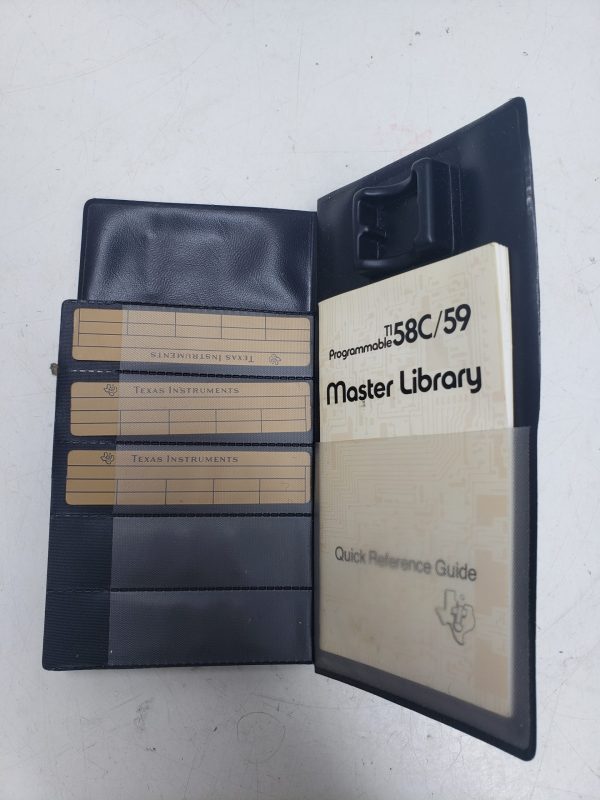 TEXAS INSTRUMENTS
TEXAS INSTRUMENTS
TEXAS INSTRUMENTS
TI
Programmable 58C/59
Master Library
Quick Reference Guide